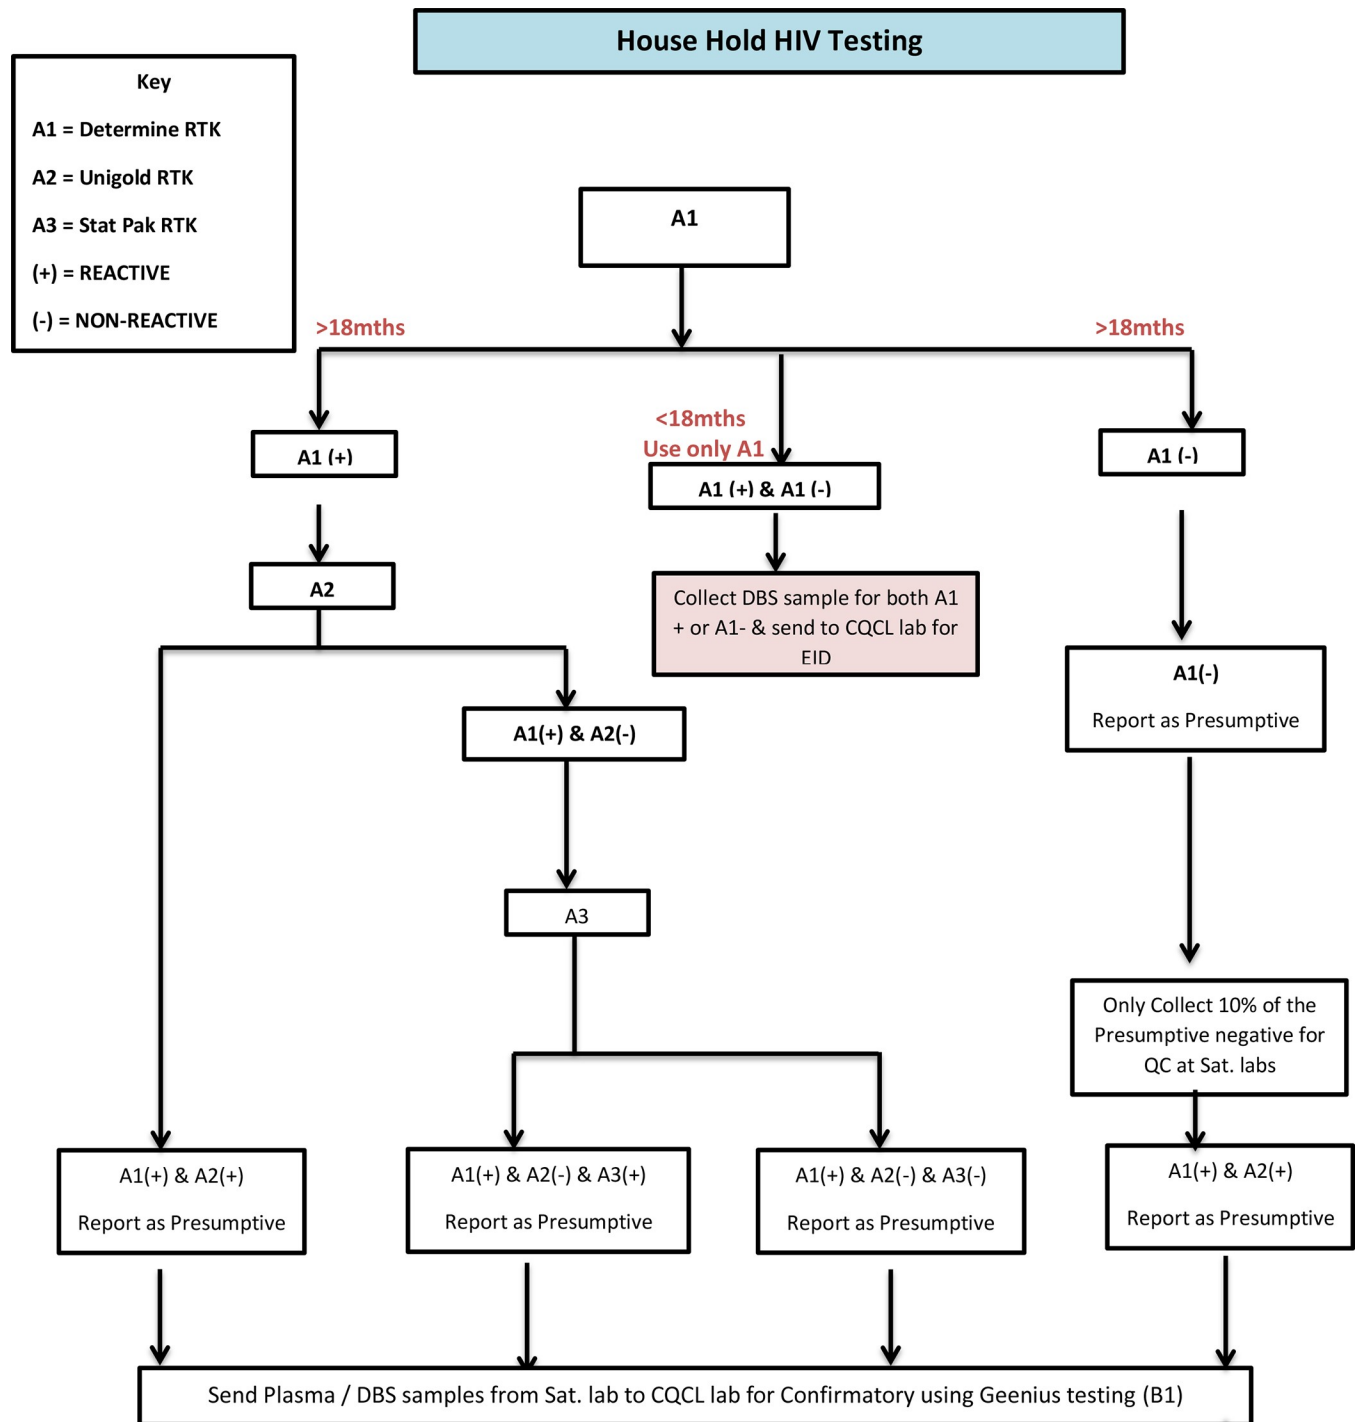 House Hold HIV Testing
Key
A1 = Determine RTK
A2 = Unigold RTK
A3 = Stat Pak RTK
(+) = REACTIVE
(-) = NON-REACTIVE
A1
>18mths
>18mths
<18mths
Use only A1
A1 (+)
A1 (+) & A1 (-)
A1 (-)
A2
Collect DBS sample for both A1
+ or A1- & send to CQCL lab for
EID
A1(-)
Report as Presumptive
A1(+) & A2(-)
A3
Only Collect 10% of the
Presumptive negative for
QC at Sat. labs
A1(+) & A2(+)
Report as Presumptive
A1(+) & A2(-) & A3(+)
Report as Presumptive
A1(+) & A2(-) & A3(-)
Report as Presumptive
A1(+) & A2(+)
Report as Presumptive
Send Plasma / DBS samples from Sat. lab to CQCL lab for Confirmatory using Geenius testing (B1)